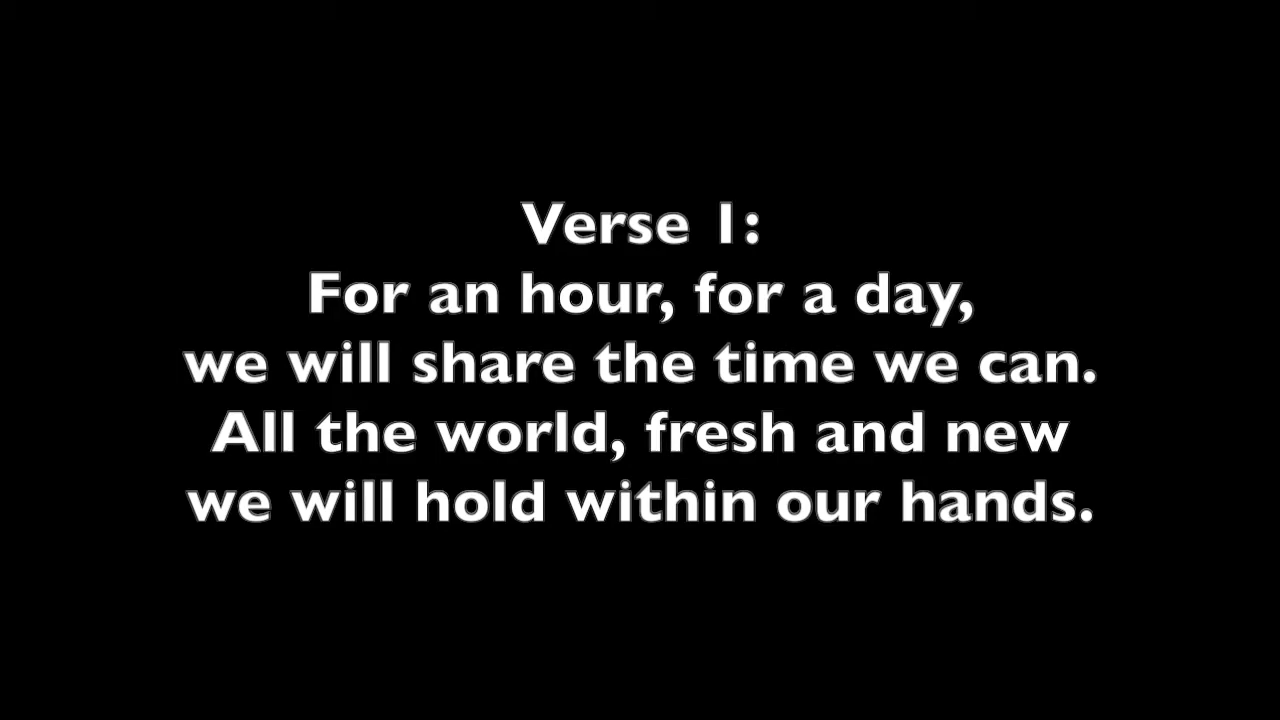 Verse 1:
For an hour, for a day,
we will share the time we can.
All the world, fresh and new
we will hold within our hands.